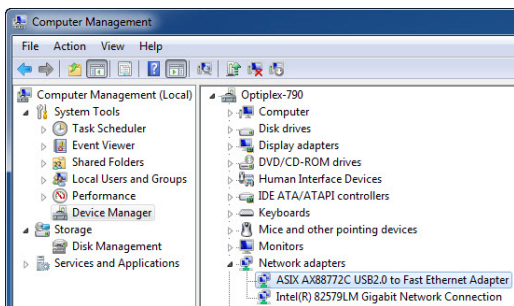 Computer Management
File Action View Help
Computer Management (Local)
System Tools
Task Scheduler
Event Viewer
Shared Folders
Local Users and Groups
Performance
Device Manager
Storage
Disk Management
Services and Applications
Optiplex-790
Computer
Disk drives
Display adapters
DVD/CD-ROM drives
Human Interface Devices
IDE ATA/ATAPI controllers
Keyboards
Mice and other pointing devices
Monitors
Network adapters
ASIX AX88772C USB2.0 to Fast Ethernet Adapter
Intel(R) 82579LM Gigabit Network Connection